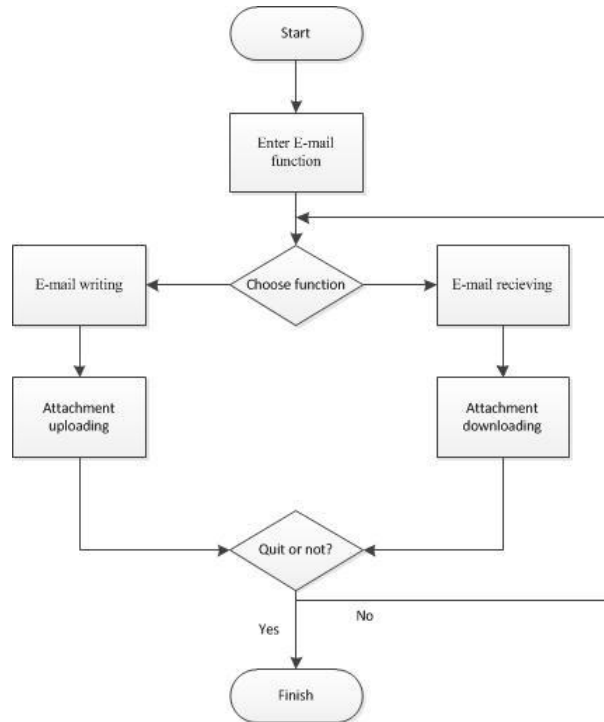 Start
Enter E-mail
function
E-mail writing
Choose function
E-mail recieving
Attachment
uploading
Attachment
downloading
Quit or not?
Yes
No
Finish